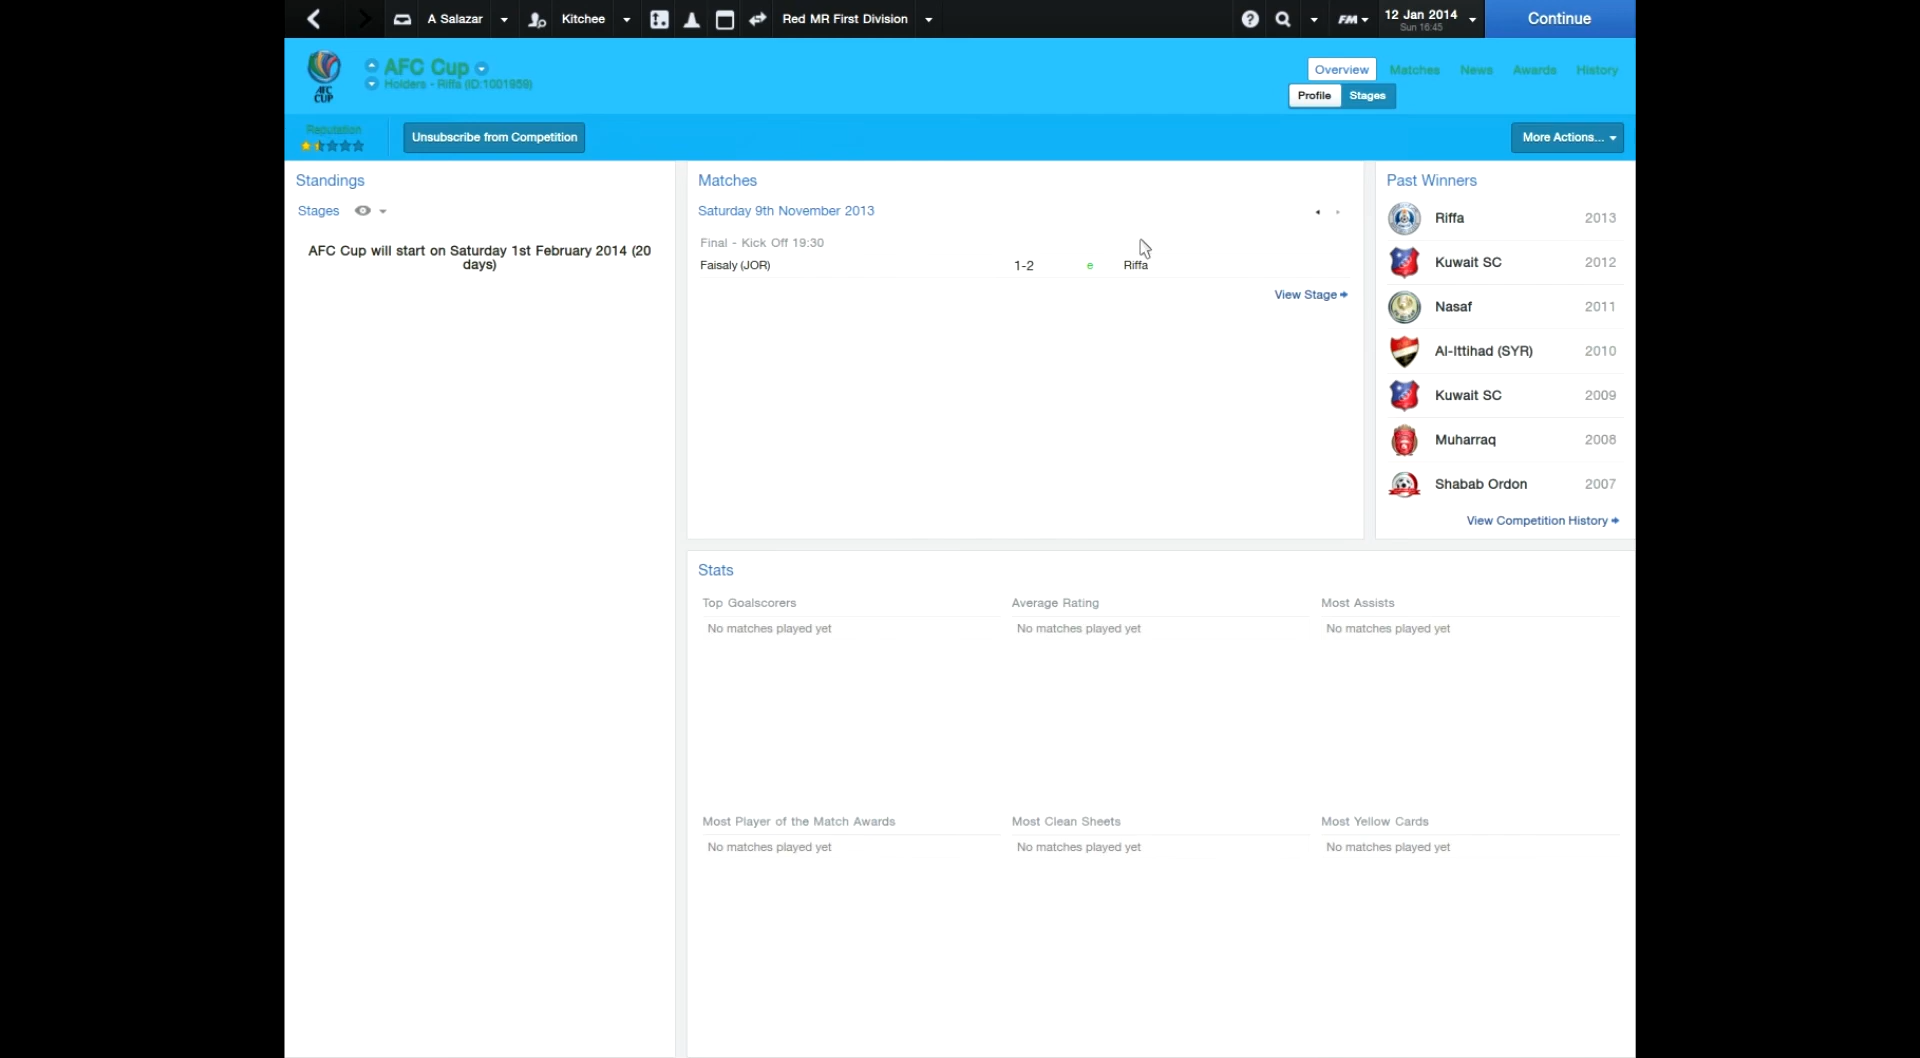 A Salazar
Kitchee
Red MR First Division
FM
12 Jan 2014
Sun 16:45
Continue
AFC CUP
AFC Cup
Holders - Riffa (ID:1001959)
Overview
Matches
News
Awards
History
Profile
Stages
Reputation
Unsubscribe from Competition
More Actions...
Standings
Stages
AFC Cup will start on Saturday 1st February 2014 (20
days)
Matches
Saturday 9th November 2013
Final - Kick Off 19:30
Faisaly (JOR) 1-2 e Riffa
View Stage
Past Winners
Riffa 2013
Kuwait SC 2012
Nasaf 2011
Al-Ittihad (SYR) 2010
Kuwait SC 2009
Muharraq 2008
Shabab Ordon 2007
View Competition History
Stats
Top Goalscorers
No matches played yet
Average Rating
No matches played yet
Most Assists
No matches played yet
Most Player of the Match Awards
No matches played yet
Most Clean Sheets
No matches played yet
Most Yellow Cards
No matches played yet